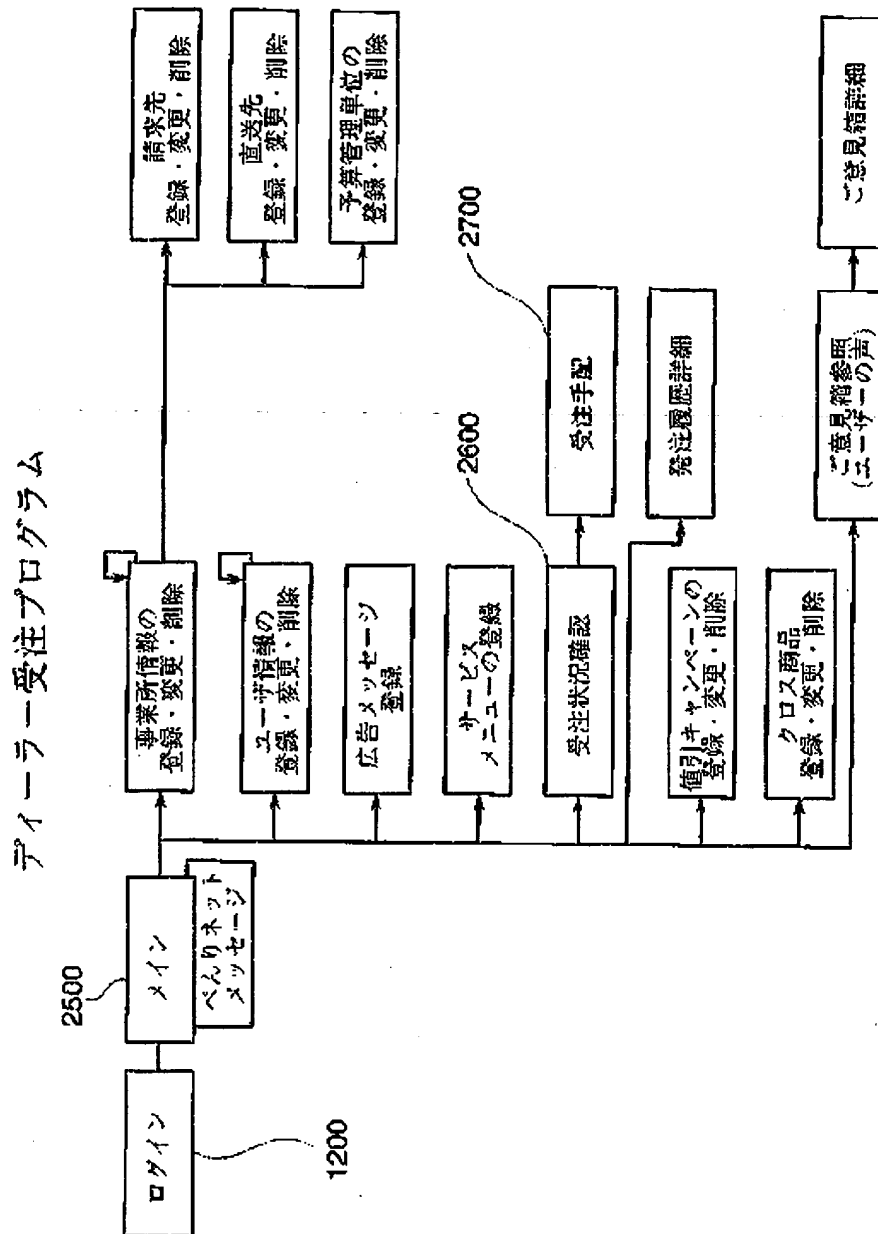 ディーラー受注プログラム
ログイン
1200
メイン
2500
べんりネット
メッセージ
事業所情報の
登録・変更・削除
ユーザ情報の
登録・変更・削除
広告メッセージ
登録
サービス
メニューの登録
受注状況確認
2600
値引キャンペーンの
登録・変更・削除
クロス商品
登録・変更・削除
受注手配
2700
発注履歴詳細
ご意見箱参照
(ユーザーの声)
ご意見箱詳細
請求先
登録・変更・削除
直送先
登録・変更・削除
予算管理単位の
登録・変更・削除